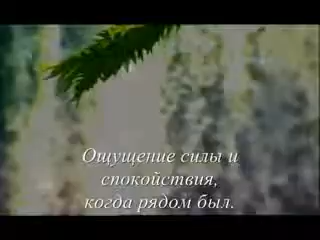 Ощущение силы и
спокойствия,
когда рядом был.